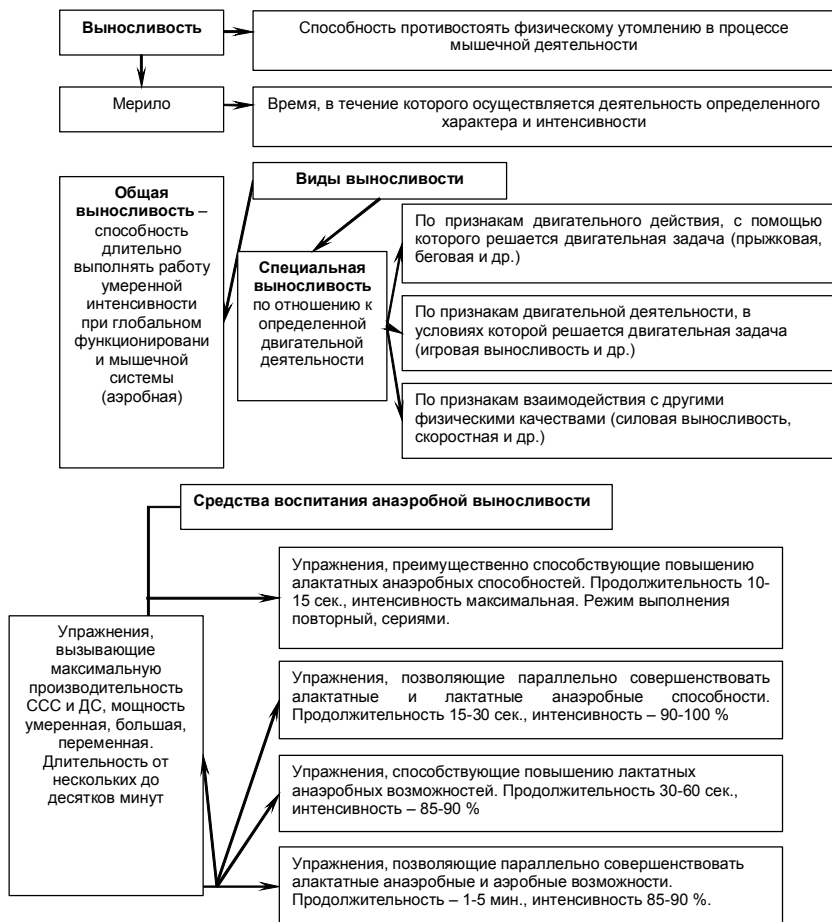 Выносливость
Способность противостоять физическому утомлению в процессе
мышечной деятельности
Мерило
Время, в течение которого осуществляется деятельность определенного
характера и интенсивности
Виды выносливости
Общая
выносливость –
способность
длительно
выполнять работу
умеренной
интенсивности
при глобальном
функционировани
и мышечной
системы
(аэробная)
Специальная
выносливость
по отношению к
определенной
двигательной
деятельности
По признакам двигательного действия, с помощью
которого решается двигательная задача (прыжковая,
беговая и др.)
По признакам двигательной деятельности, в
условиях которой решается двигательная задача
(игровая выносливость и др.)
По признакам взаимодействия с другими
физическими качествами (силовая выносливость,
скоростная и др.)
Средства воспитания анаэробной выносливости
Упражнения,
вызывающие
максимальную
производительность
ССС и ДС, мощность
умеренная, большая,
переменная.
Длительность от
нескольких до
десятков минут
Упражнения, преимущественно способствующие повышению
алактатных анаэробных способностей. Продолжительность 10-
15 сек., интенсивность максимальная. Режим выполнения
повторный, сериями.
Упражнения, позволяющие параллельно совершенствовать
алактатные и лактатные анаэробные способности.
Продолжительность 15-30 сек., интенсивность – 90-100 %
Упражнения, способствующие повышению лактатных
анаэробных возможностей. Продолжительность 30-60 сек.,
интенсивность – 85-90 %
Упражнения, позволяющие параллельно совершенствовать
алактатные анаэробные и аэробные возможности.
Продолжительность – 1-5 мин., интенсивность 85-90 %.